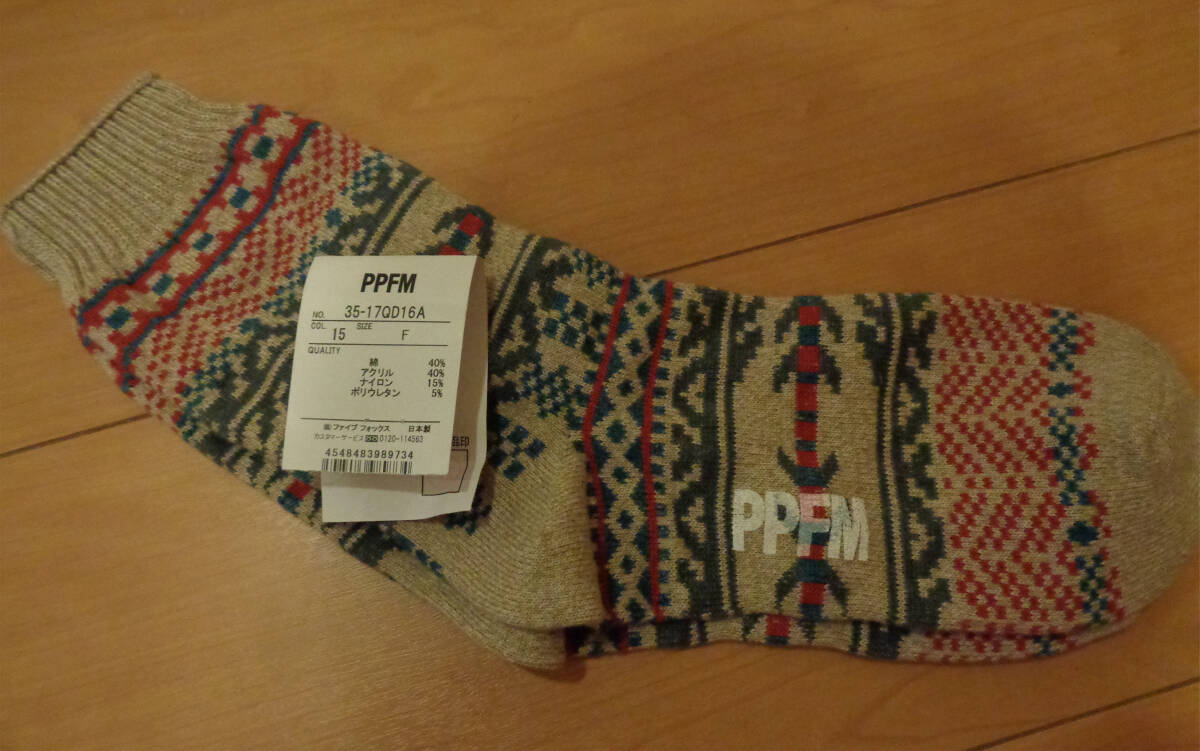 PPFM
NO. 35-17QD16A
COL. 15 SIZE F
QUALITY
綿 40%
アクリル 40%
ナイロン 15%
ポリウレタン 5%
㈱ファイブ フォックス 日本製
カスタマーサービス 0120-114563
4548483989734
品印
PPFM